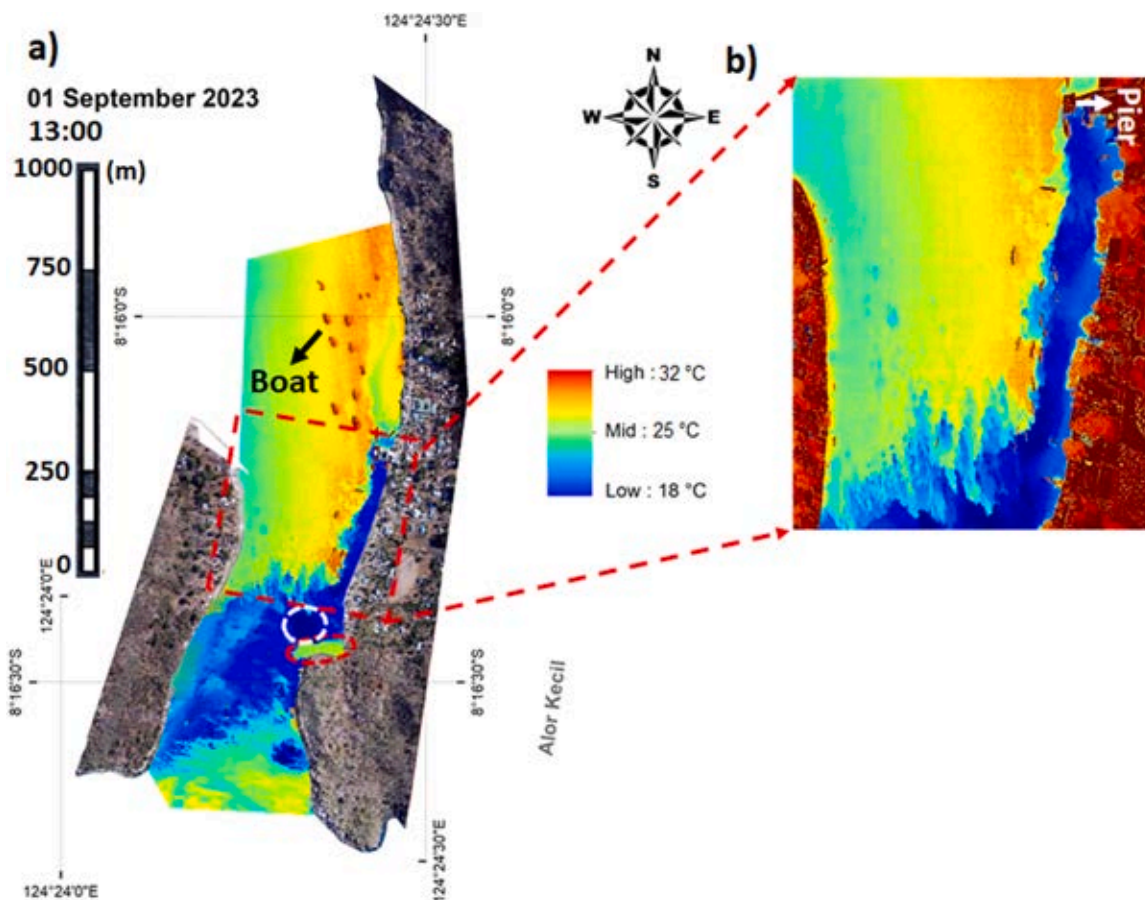 a)
01 September 2023
13:00
1000 (m)
750
500
250
0
124°24'30"E
N
W E
S
b)
Pier
8°16'0"S
8°16'0"S
Boat
High : 32 °C
Mid : 25 °C
Low : 18 °C
124°24'0"E
8°16'30"S
8°16'30"S
Alor Kecil
124°24'0"E
124°24'30"E